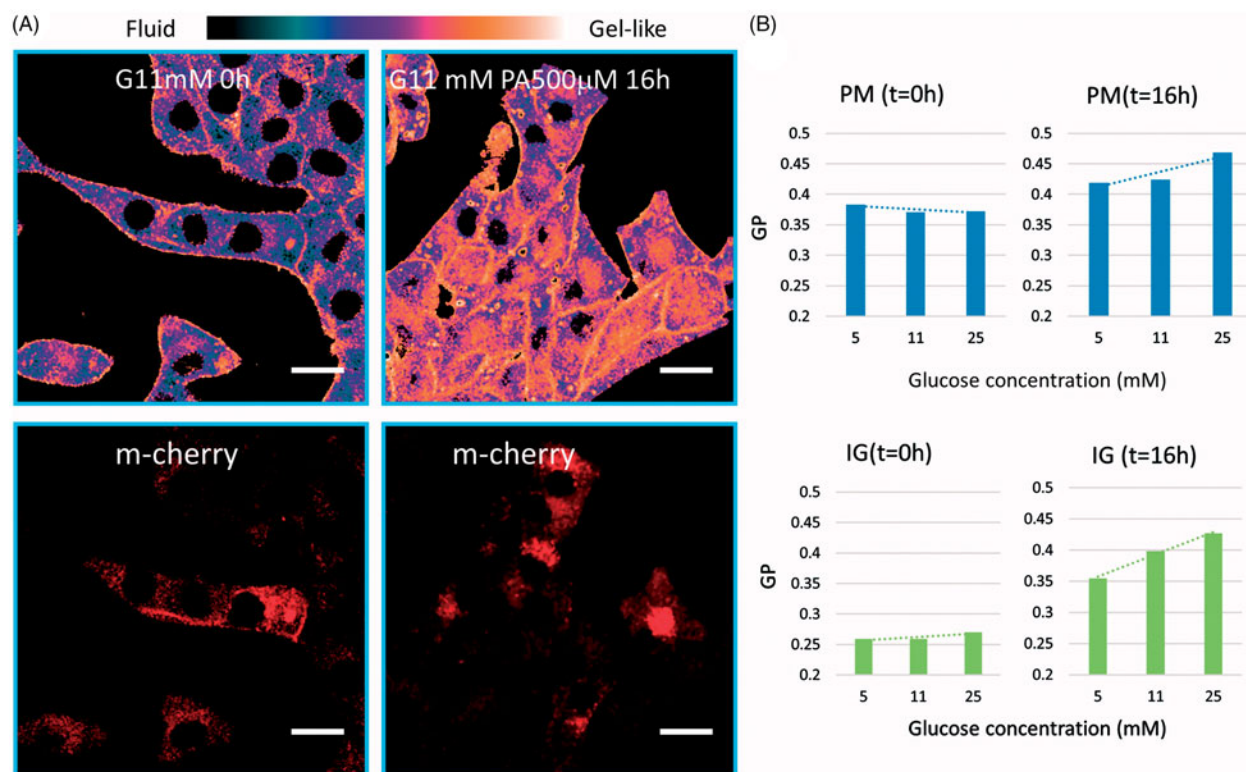 (A)
Fluid
Gel-like
G11mM 0h
G11 mM PA500μM 16h
m-cherry
m-cherry
(B)
PM (t=0h)
PM(t=16h)
0.5
0.45
0.4
0.35
0.3
0.25
0.2
GP
5 11 25
0.5
0.45
0.4
0.35
0.3
0.25
0.2
5 11 25
Glucose concentration (mM)
IG(t=0h)
IG (t=16h)
0.5
0.45
0.4
0.35
0.3
0.25
0.2
GP
5 11 25
0.5
0.45
0.4
0.35
0.3
0.25
0.2
5 11 25
Glucose concentration (mM)